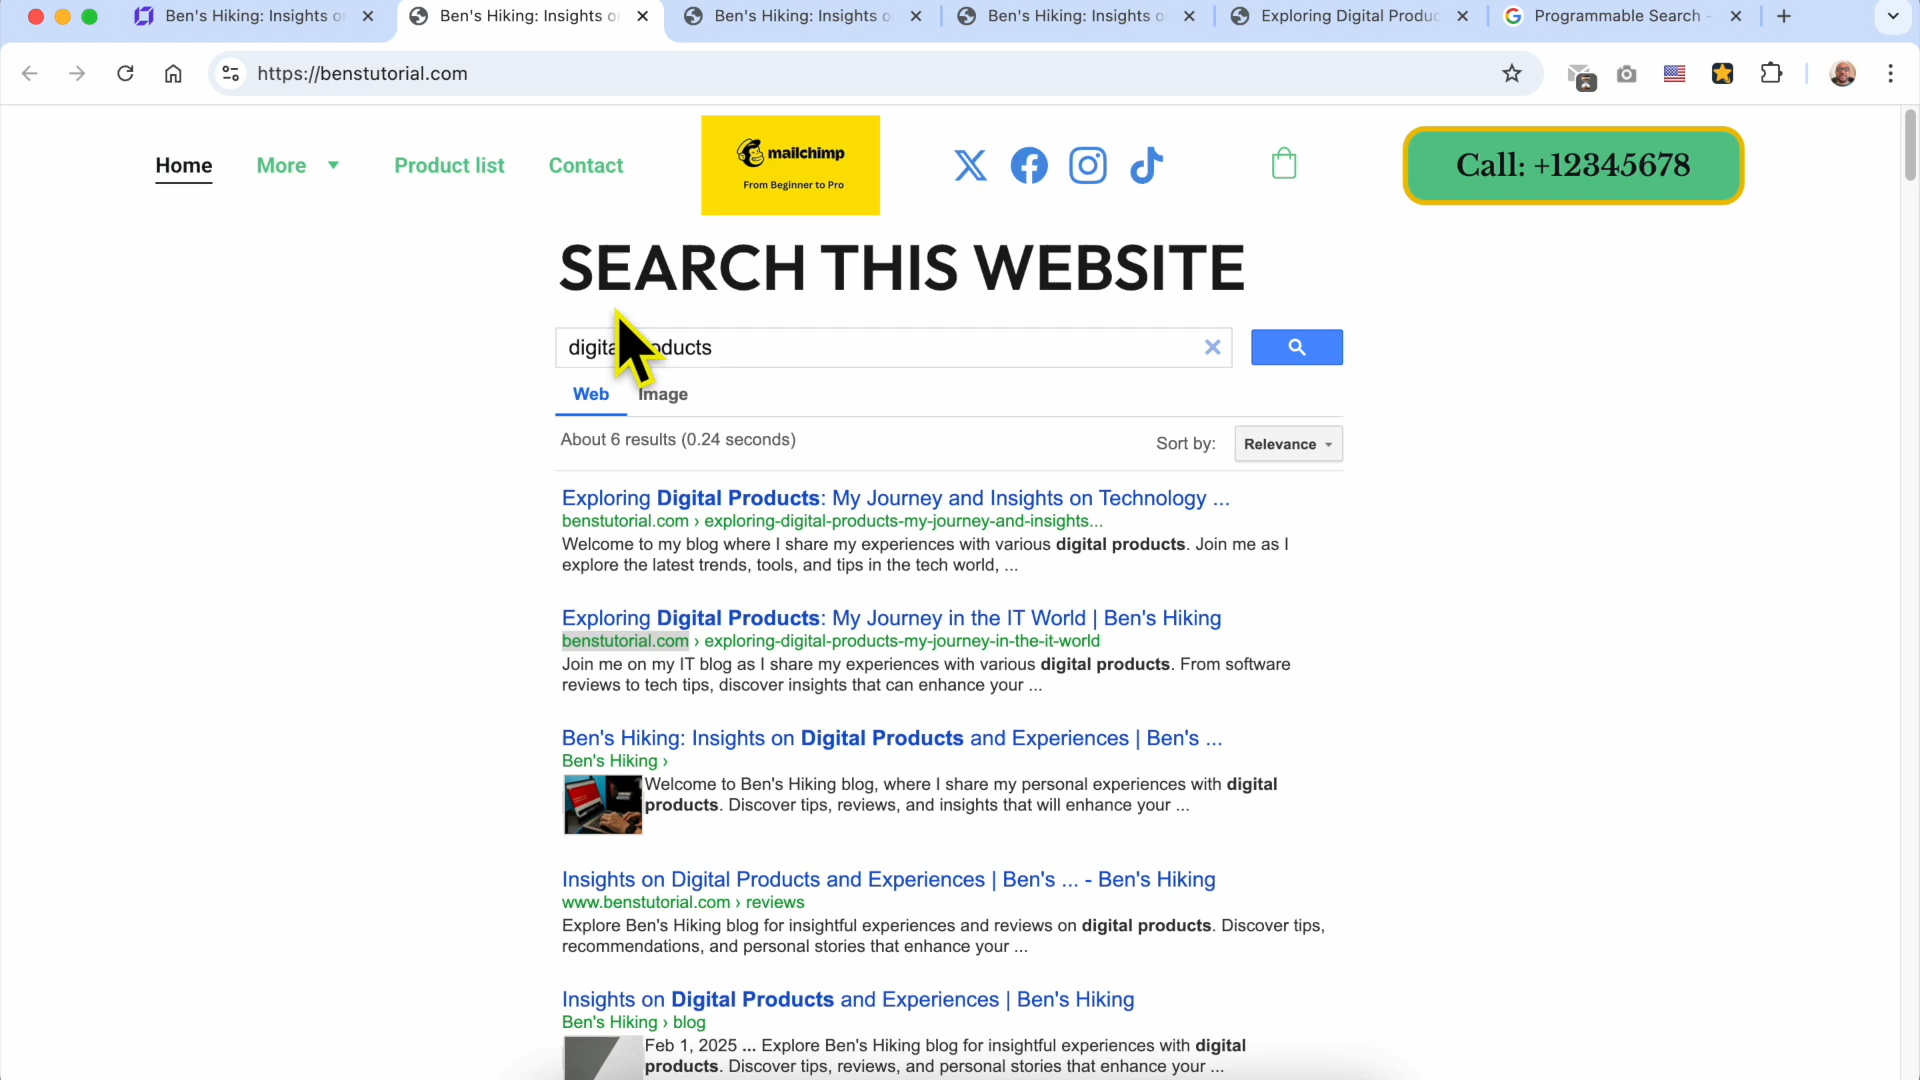 Ben's Hiking: Insights o
Ben's Hiking: Insights o
Ben's Hiking: Insights o
Ben's Hiking: Insights o
Exploring Digital Produc
Programmable Search -
https://benstutorial.com
Home
More
Product list
Contact
mailchimp
From Beginner to Pro
Call: +12345678
SEARCH THIS WEBSITE
digita oducts
Web
Image
About 6 results (0.24 seconds)
Sort by:
Relevance
Exploring Digital Products: My Journey and Insights on Technology ...
benstutorial.com › exploring-digital-products-my-journey-and-insights...
Welcome to my blog where I share my experiences with various digital products. Join me as I
explore the latest trends, tools, and tips in the tech world, ...
Exploring Digital Products: My Journey in the IT World | Ben's Hiking
benstutorial.com › exploring-digital-products-my-journey-in-the-it-world
Join me on my IT blog as I share my experiences with various digital products. From software
reviews to tech tips, discover insights that can enhance your ...
Ben's Hiking: Insights on Digital Products and Experiences | Ben's ...
Ben's Hiking ›
Welcome to Ben's Hiking blog, where I share my personal experiences with digital
products. Discover tips, reviews, and insights that will enhance your ...
Insights on Digital Products and Experiences | Ben's ... - Ben's Hiking
www.benstutorial.com › reviews
Explore Ben's Hiking blog for insightful experiences and reviews on digital products. Discover tips,
recommendations, and personal stories that enhance your ...
Insights on Digital Products and Experiences | Ben's Hiking
Ben's Hiking › blog
Feb 1, 2025 ... Explore Ben's Hiking blog for insightful experiences with digital
products. Discover tips, reviews, and personal stories that enhance your ...